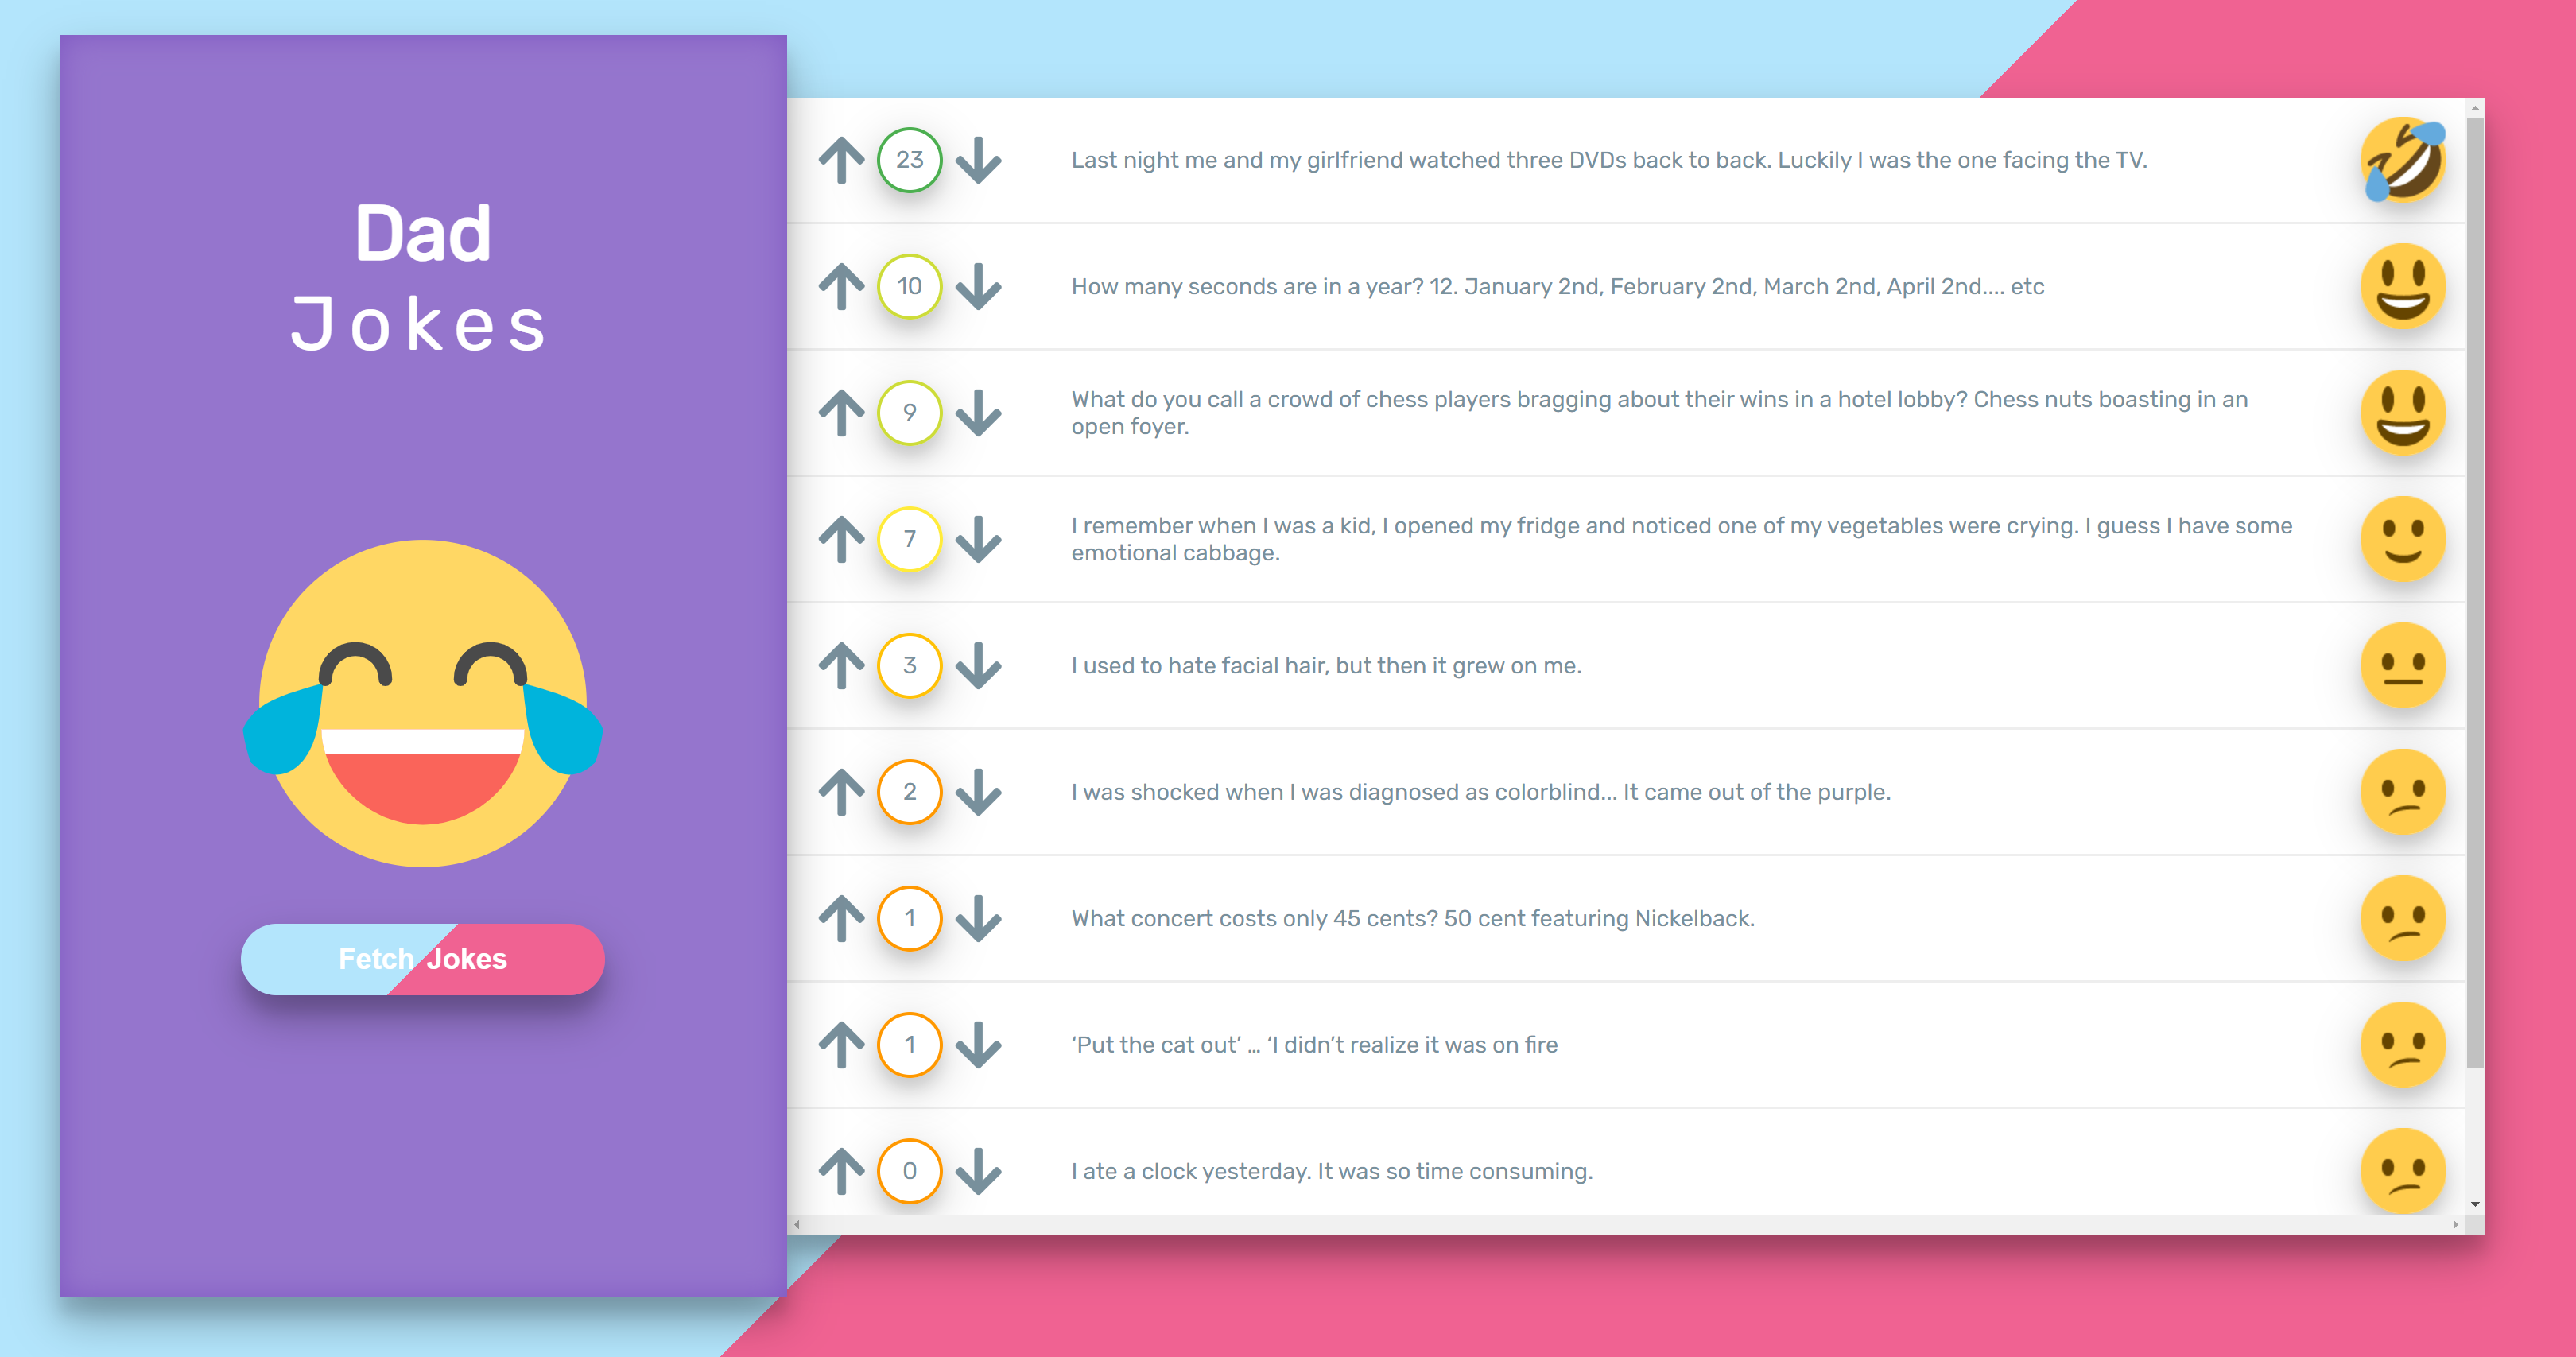 Dad
Jokes
Fetch Jokes
23
Last night me and my girlfriend watched three DVDs back to back. Luckily I was the one facing the TV.
10
How many seconds are in a year? 12. January 2nd, February 2nd, March 2nd, April 2nd.... etc
9
What do you call a crowd of chess players bragging about their wins in a hotel lobby? Chess nuts boasting in an
open foyer.
7
I remember when I was a kid, I opened my fridge and noticed one of my vegetables were crying. I guess I have some
emotional cabbage.
3
I used to hate facial hair, but then it grew on me.
2
I was shocked when I was diagnosed as colorblind... It came out of the purple.
1
What concert costs only 45 cents? 50 cent featuring Nickelback.
1
‘Put the cat out’ … ‘I didn’t realize it was on fire
0
I ate a clock yesterday. It was so time consuming.